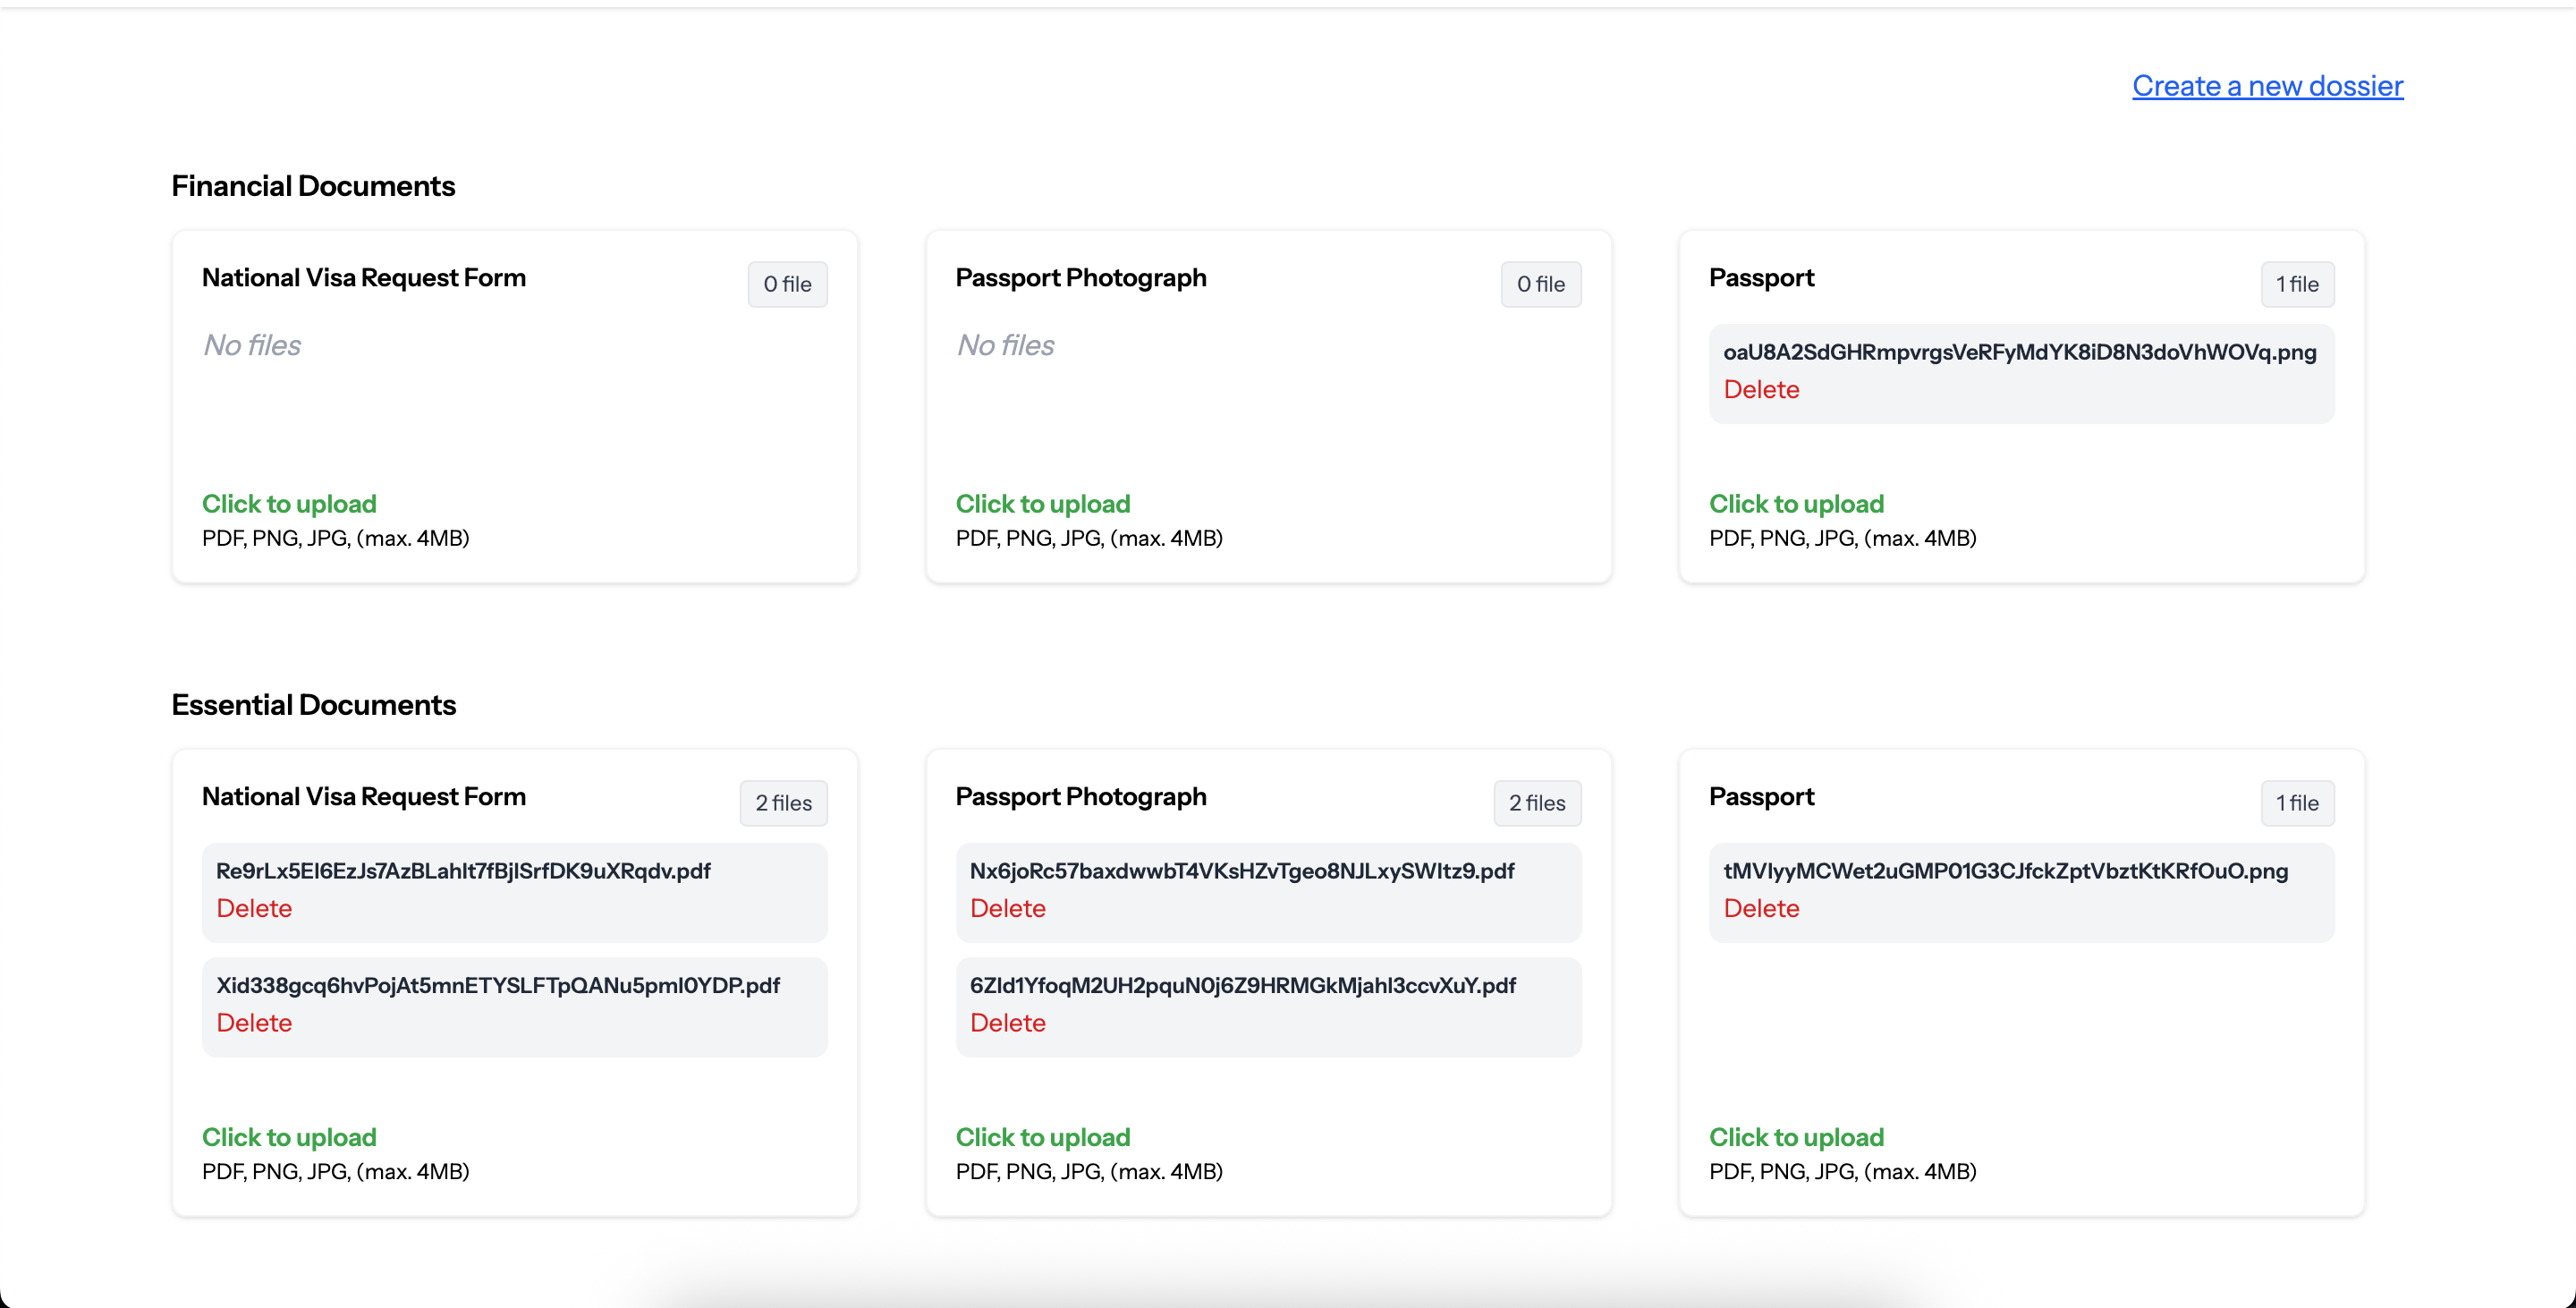 Create a new dossier
Financial Documents
National Visa Request Form
0 file
No files
Click to upload
PDF, PNG, JPG, (max. 4MB)
Passport Photograph
0 file
No files
Click to upload
PDF, PNG, JPG, (max. 4MB)
Passport
1 file
oaU8A2SdGHRmpvrgsVeRFyMdYK8iD8N3doVhWOVq.png
Delete
Click to upload
PDF, PNG, JPG, (max. 4MB)
Essential Documents
National Visa Request Form
2 files
Re9rLx5El6EzJs7AzBLahIt7fBjISrfDK9uXRqdv.pdf
Delete
Xid338gcq6hvPojAt5mnETYSLFTpQANu5pmI0YDP.pdf
Delete
Click to upload
PDF, PNG, JPG, (max. 4MB)
Passport Photograph
2 files
Nx6joRc57baxdwwbT4VKsHZvTgeo8NJLxySWItz9.pdf
Delete
6ZId1YfoqM2UH2pquN0j6Z9HRMGkMjahI3ccvXuY.pdf
Delete
Click to upload
PDF, PNG, JPG, (max. 4MB)
Passport
1 file
tMVIyyMCWet2uGMP01G3CJfckZptVbztKtKRfOuO.png
Delete
Click to upload
PDF, PNG, JPG, (max. 4MB)